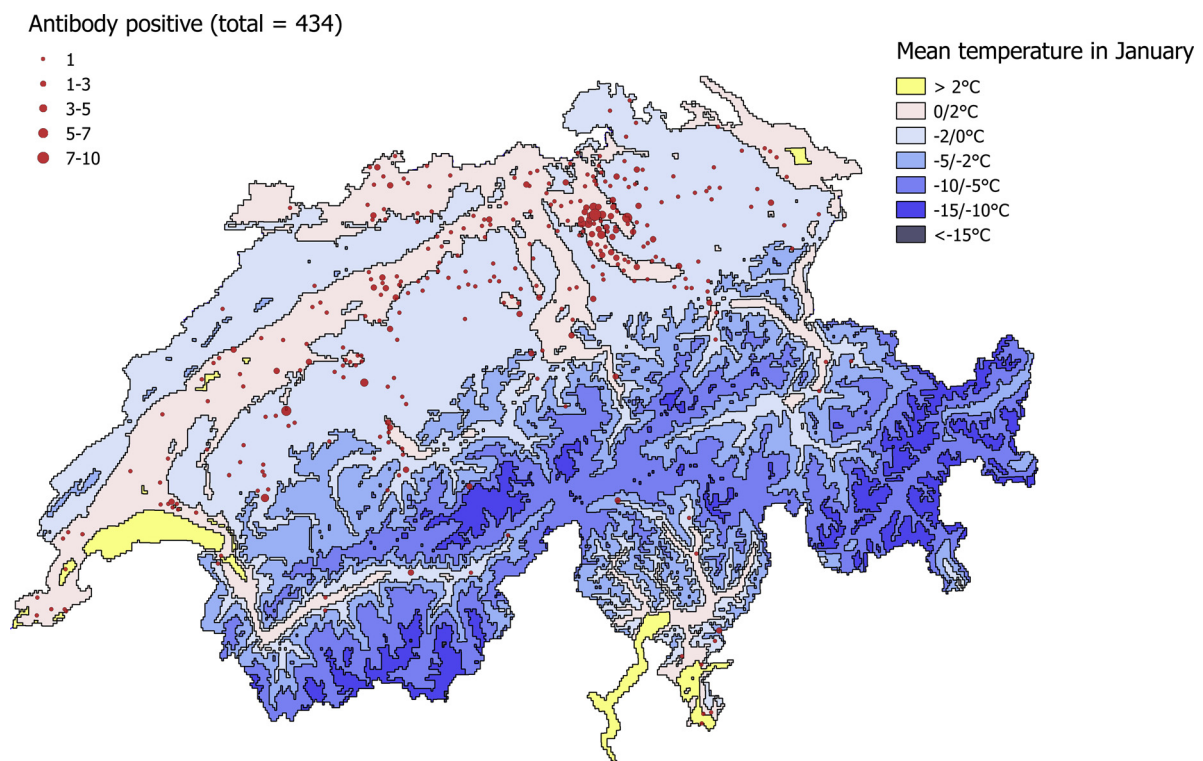 Antibody positive (total = 434)
1
1-3
3-5
5-7
7-10
Mean temperature in January
> 2°C
0/2°C
-2/0°C
-5/-2°C
-10/-5°C
-15/-10°C
<-15°C